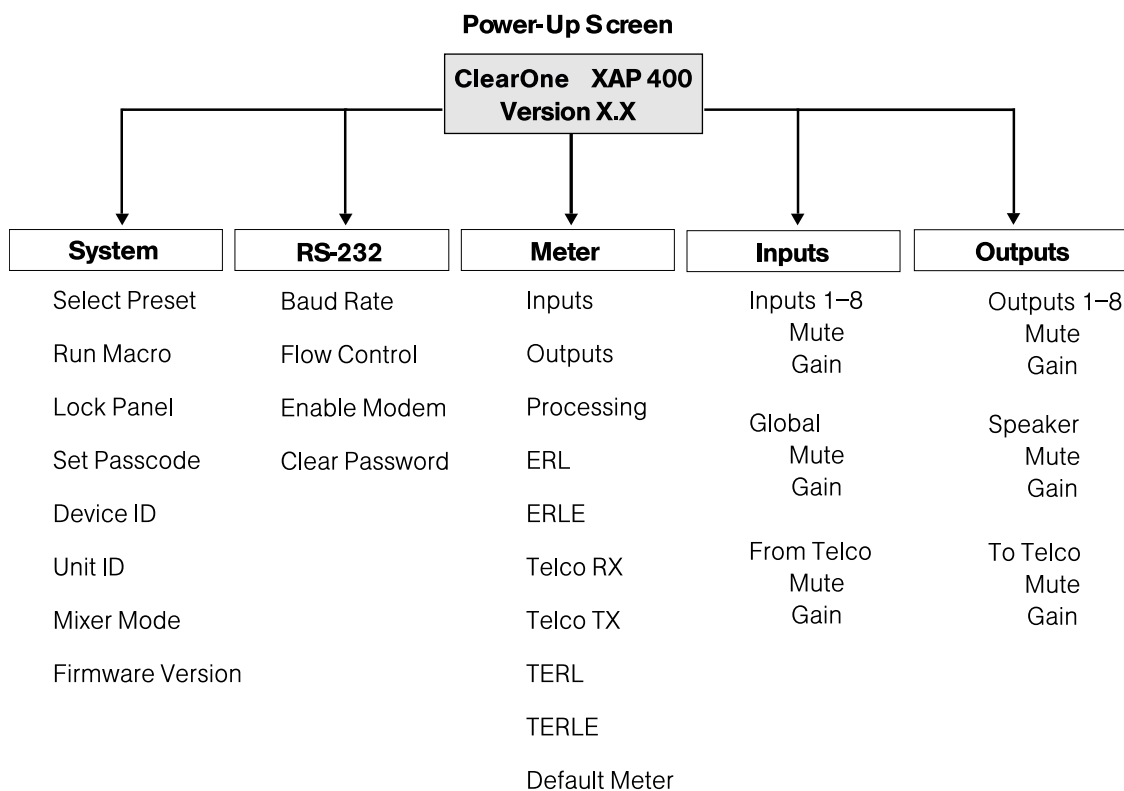 Power-Up Screen
ClearOne XAP 400
Version X.X
System
Select Preset
Run Macro
Lock Panel
Set Passcode
Device ID
Unit ID
Mixer Mode
Firmware Version
RS-232
Baud Rate
Flow Control
Enable Modem
Clear Password
Meter
Inputs
Outputs
Processing
ERL
ERLE
Telco RX
Telco TX
TERL
TERLE
Default Meter
Inputs
Inputs 1–8
Mute
Gain
Global
Mute
Gain
From Telco
Mute
Gain
Outputs
Outputs 1–8
Mute
Gain
Speaker
Mute
Gain
To Telco
Mute
Gain